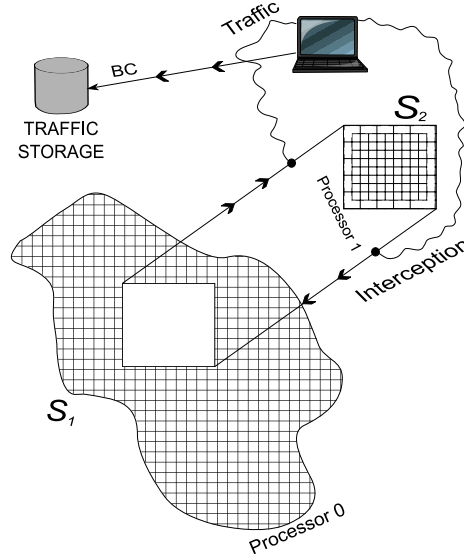 Traffic
BC
TRAFFIC
STORAGE
S2
Processor 1
Interception
S1
Processor 0